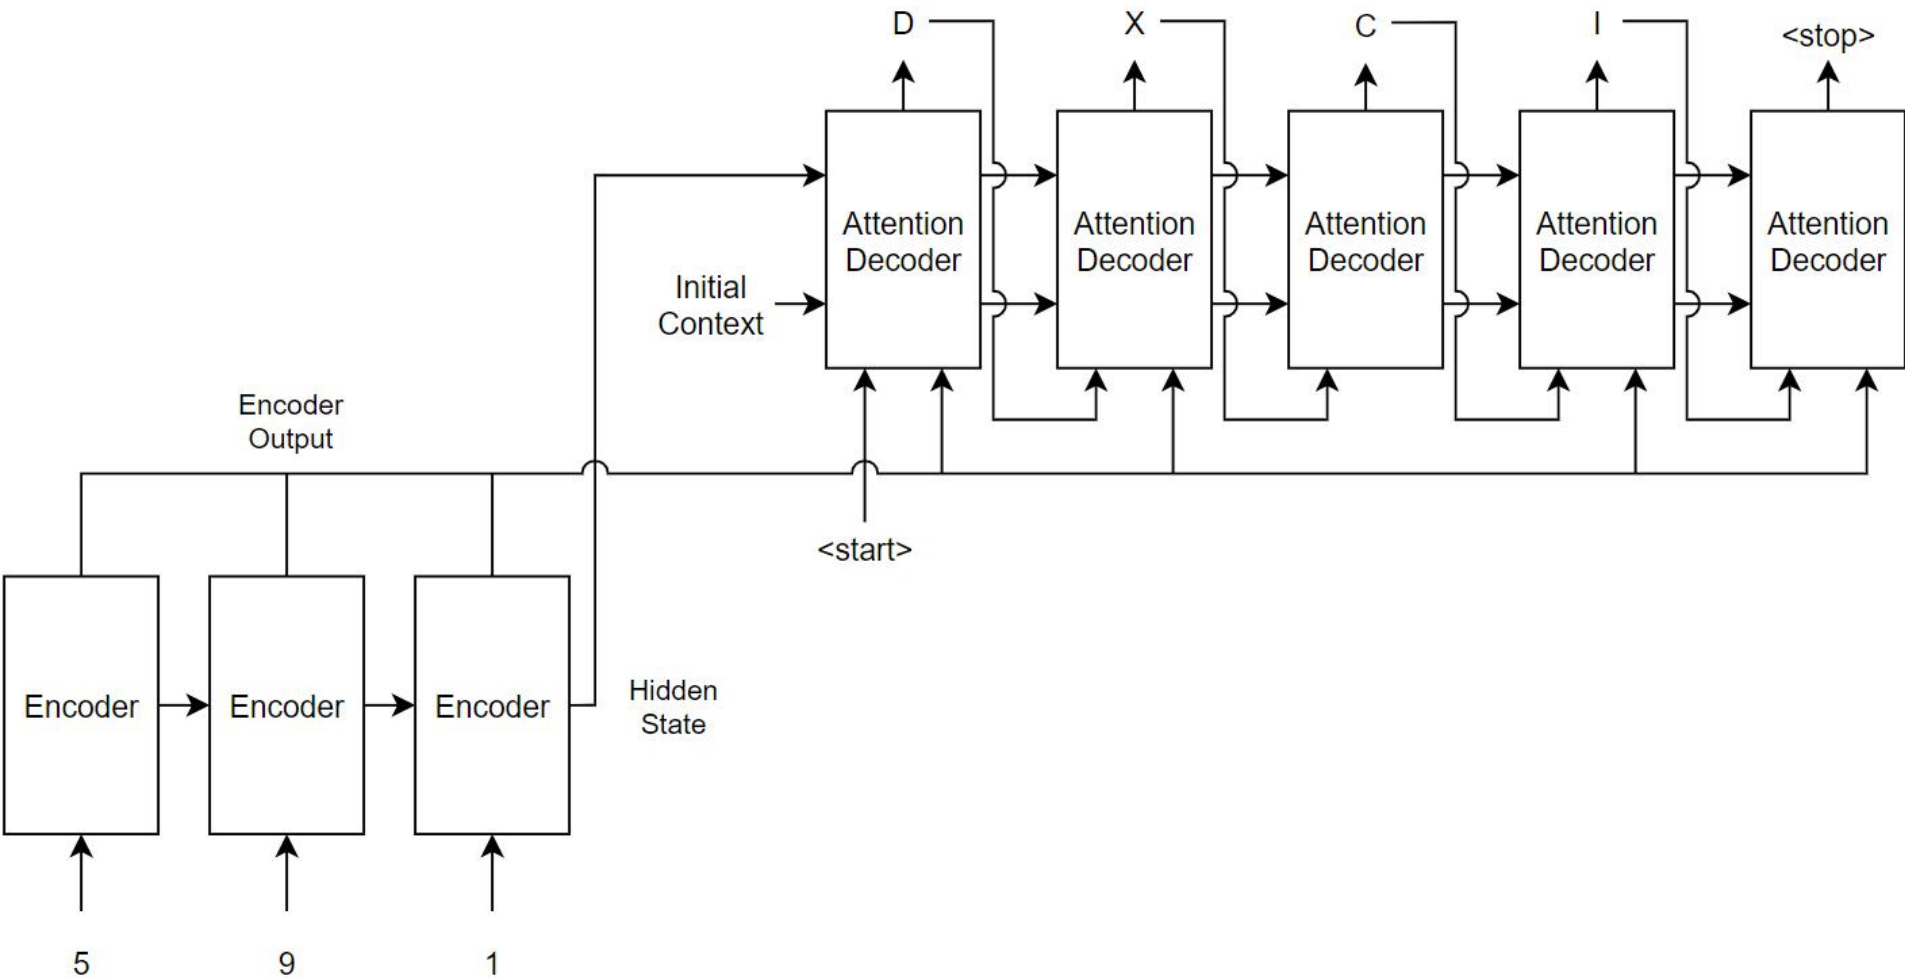 D
X
C
I
<stop>
Attention
Decoder
Attention
Decoder
Attention
Decoder
Attention
Decoder
Attention
Decoder
Initial
Context
Encoder
Output
<start>
Encoder
Encoder
Encoder
Hidden
State
5
9
1